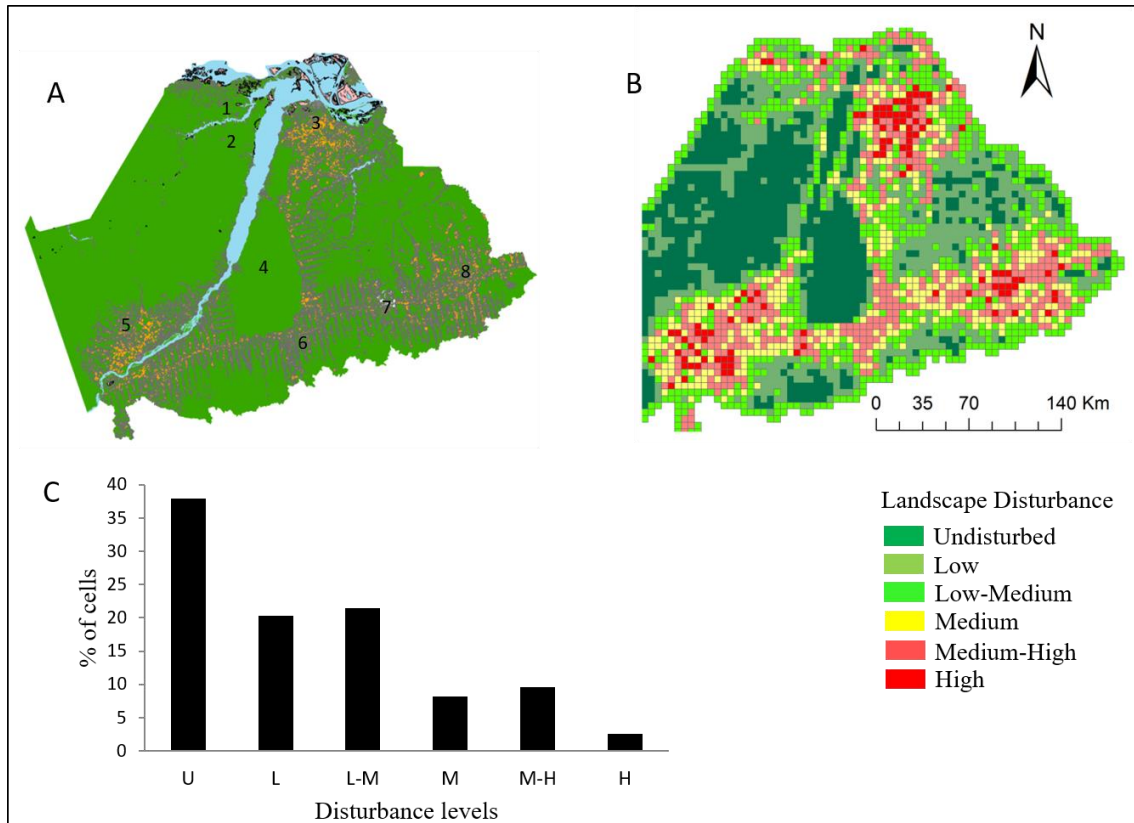 A
1
2
3
4
5
6
7
8
B
N
0 35 70 140 Km
C
40
35
30
25
20
15
10
5
0
% of cells
U L L-M M M-H H
Disturbance levels
Landscape Disturbance
Undisturbed
Low
Low-Medium
Medium
Medium-High
High